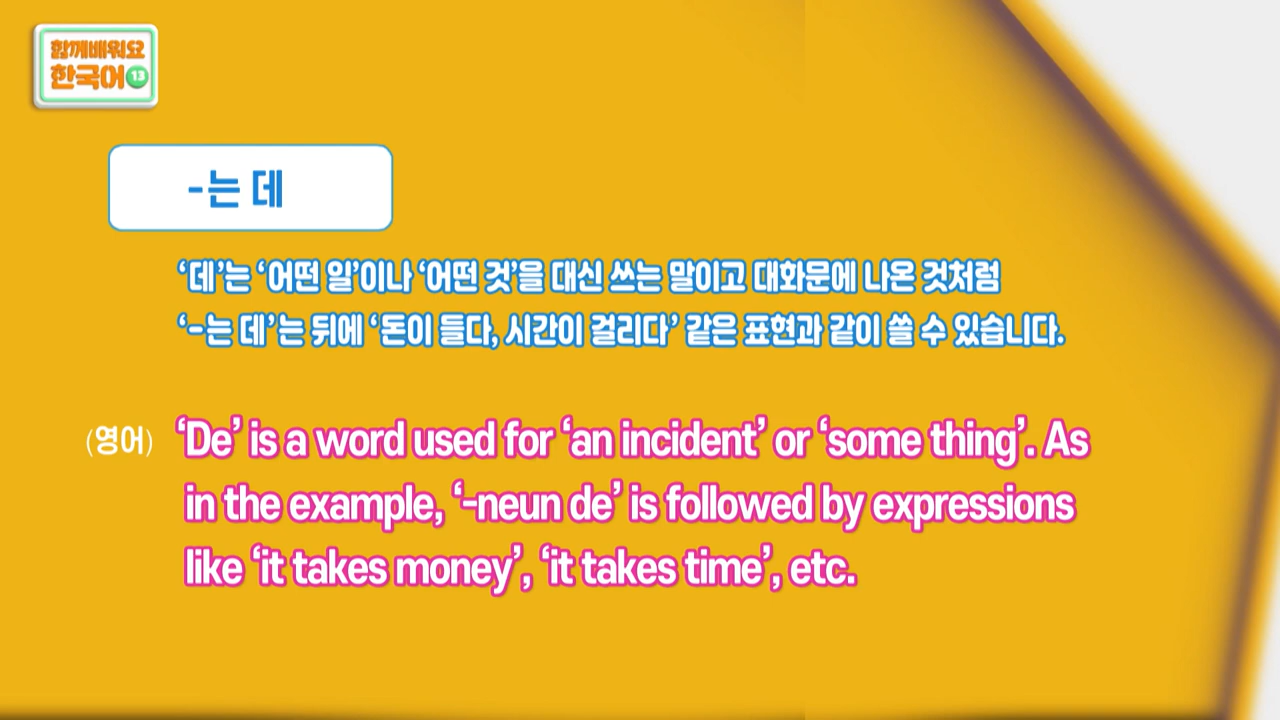 함께배워요
한국어 13
-는 데
‘데’는 ‘어떤 일’이나 ‘어떤 것’을 대신 쓰는 말이고 대화문에 나온 것처럼
‘-는 데’는 뒤에 ‘돈이 들다, 시간이 걸리다’ 같은 표현과 같이 쓸 수 있습니다.
(영어) ‘De’ is a word used for ‘an incident’ or ‘some thing’. As
in the example, ‘-neun de’ is followed by expressions
like ‘it takes money’, ‘it takes time’, etc.